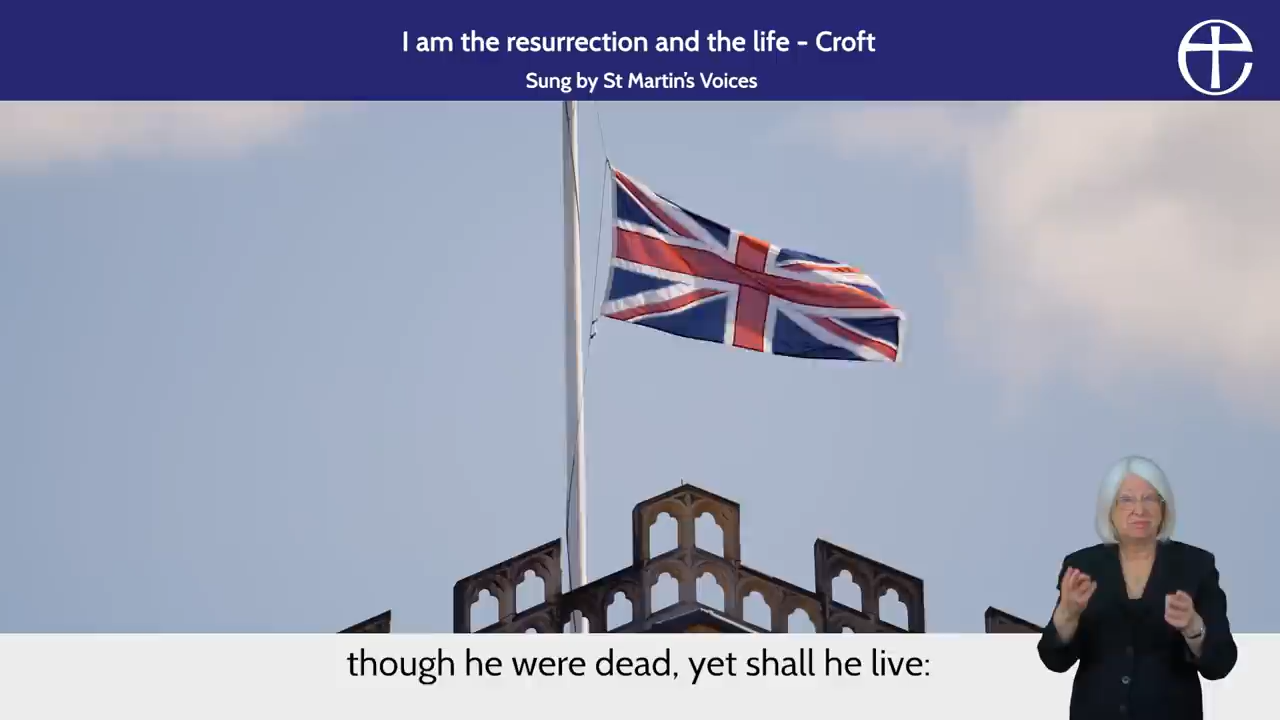 I am the resurrection and the life - Croft
Sung by St Martin's Voices
though he were dead, yet shall he live: